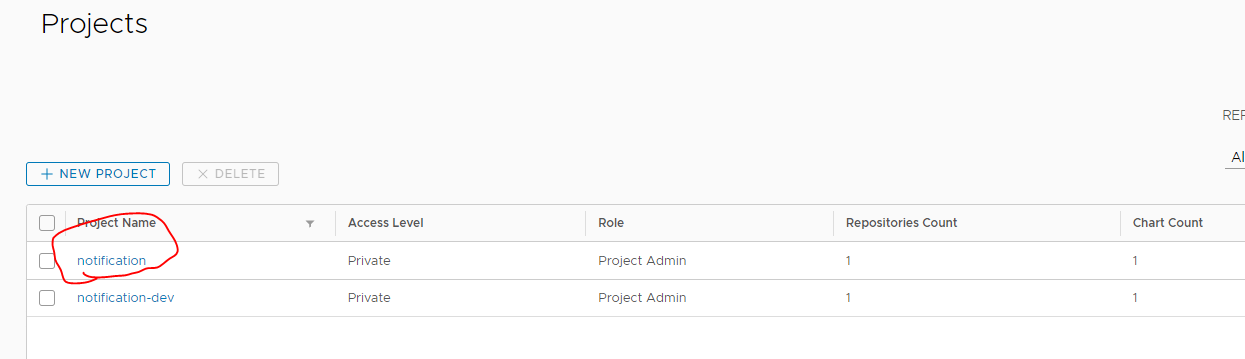 Projects
REP
Al
+ NEW PROJECT
× DELETE
Project Name Access Level Role Repositories Count Chart Count
notification Private Project Admin 1 1
notification-dev Private Project Admin 1 1